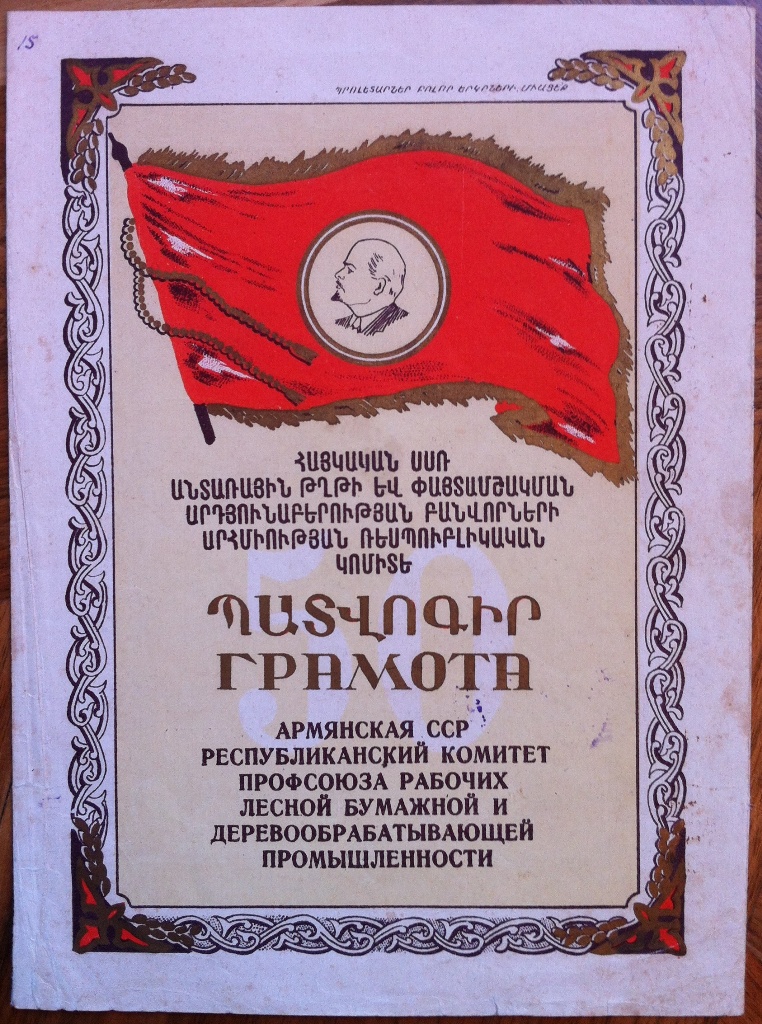 15
ՊՐՈԼԵՏԱՐՆԵՐ ԲՈԼՈՐ ԵՐԿՐՆԵՐԻ, ՄԻԱՑԵՔ
ՀԱՅԿԱԿԱՆ ՍՍՌ
ԱՆՏԱՌԱՅԻՆ ԹՂԹԻ ԵՎ ՓԱՅՏԱՄՇԱԿՄԱՆ
ԱՐԴՅՈՒՆԱԲԵՐՈՒԹՅԱՆ ԲԱՆՎՈՐՆԵՐԻ
ԱՐՀՄԻՈՒԹՅԱՆ ՌԵՍՊՈՒԲԼԻԿԱԿԱՆ
ԿՈՄԻՏԵ
50
ՊԱՏՎՈԳԻՐ
ГРАМОТА
АРМЯНСКАЯ ССР
РЕСПУБЛИКАНСКИЙ КОМИТЕТ
ПРОФСОЮЗА РАБОЧИХ
ЛЕСНОЙ БУМАЖНОЙ И
ДЕРЕВООБРАБАТЫВАЮЩЕЙ
ПРОМЫШЛЕННОСТИ